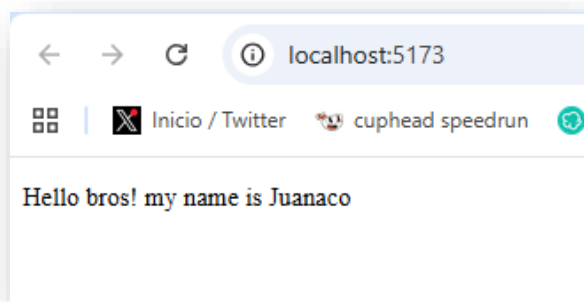 localhost:5173
Inicio / Twitter cuphead speedrun
Hello bros! my name is Juanaco